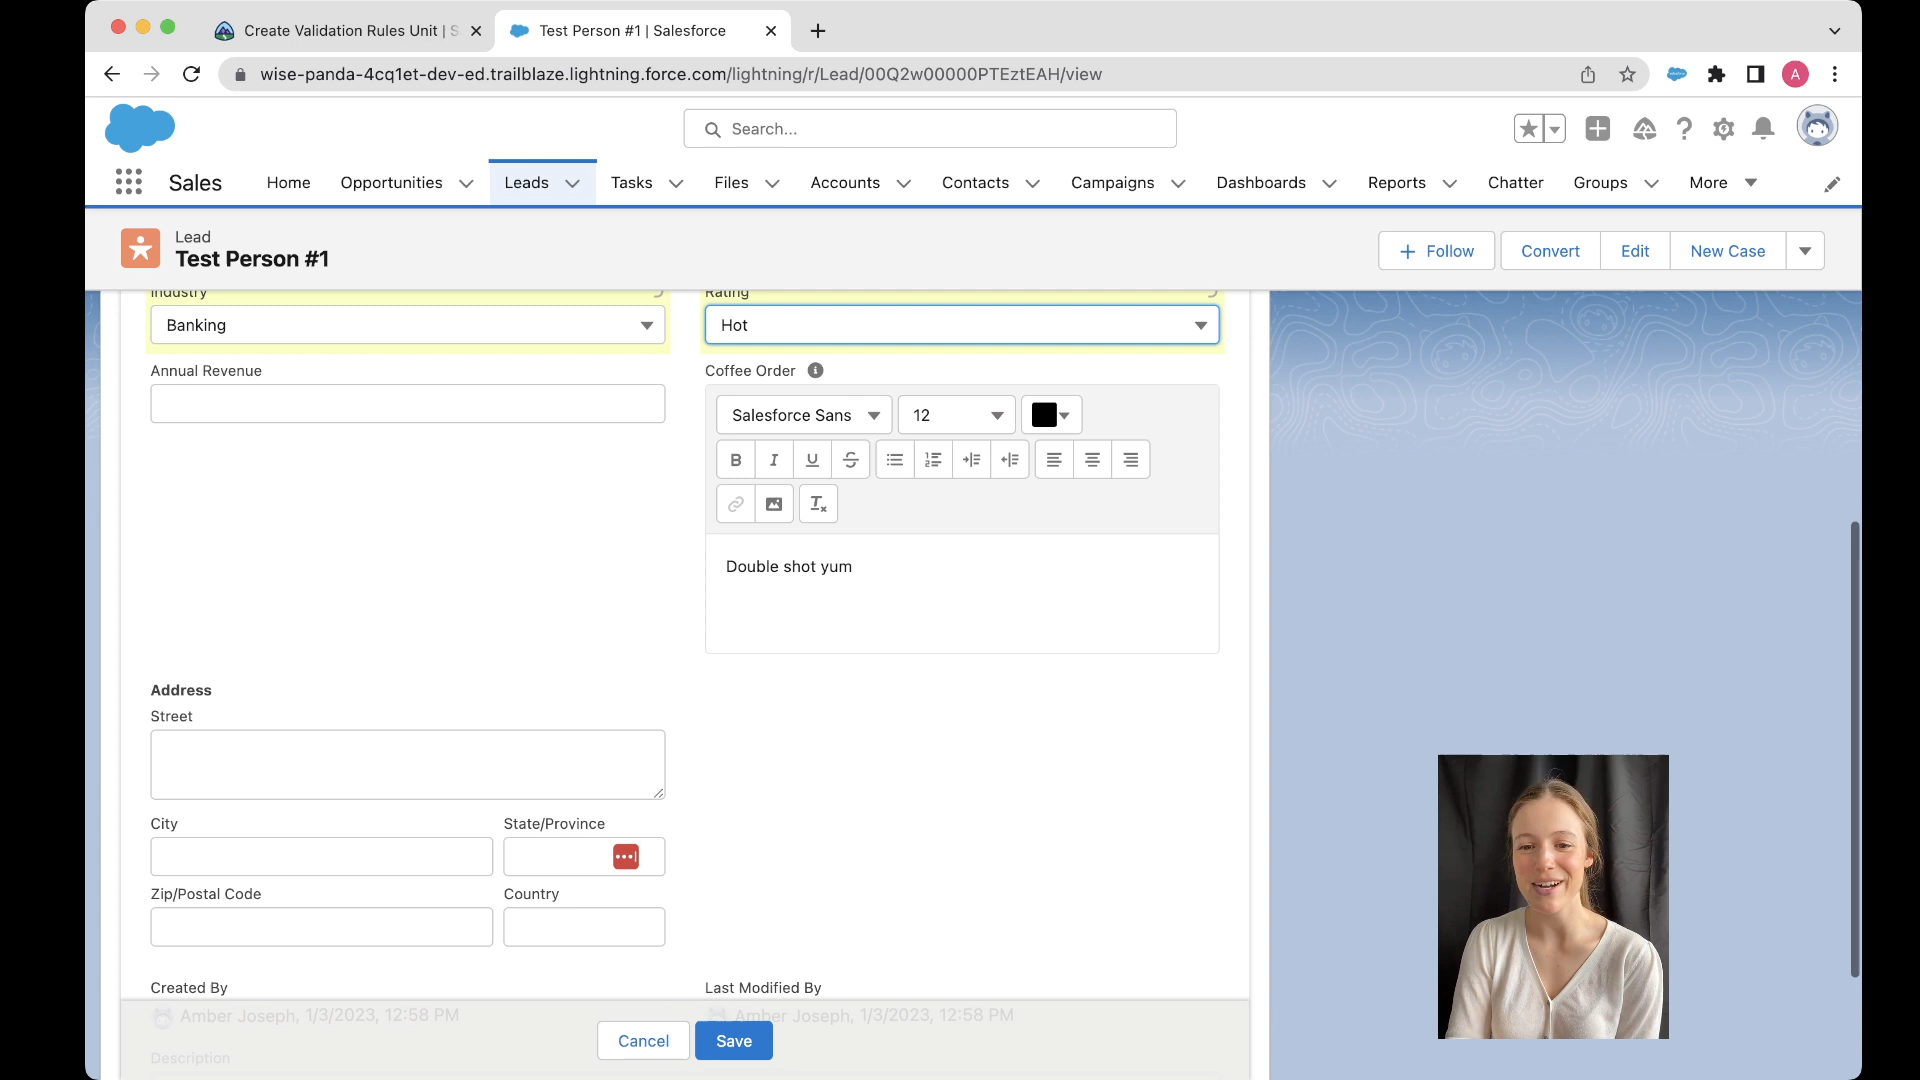 Create Validation Rules Unit | S
Test Person #1 | Salesforce
wise-panda-4cq1et-dev-ed.trailblaze.lightning.force.com/lightning/r/Lead/00Q2w00000PTEztEAH/view
A
Search...
Sales
Home
Opportunities
Leads
Tasks
Files
Accounts
Contacts
Campaigns
Dashboards
Reports
Chatter
Groups
More
Lead
Test Person #1
Follow
Convert
Edit
New Case
Industry
Rating
Banking
Hot
Annual Revenue
Coffee Order
Salesforce Sans
12
B
I
U
S
Double shot yum
Address
Street
City
State/Province
Zip/Postal Code
Country
Created By
Last Modified By
Amber Joseph, 1/3/2023, 12:58 PM
Amber Joseph, 1/3/2023, 12:58 PM
Cancel
Save
Description